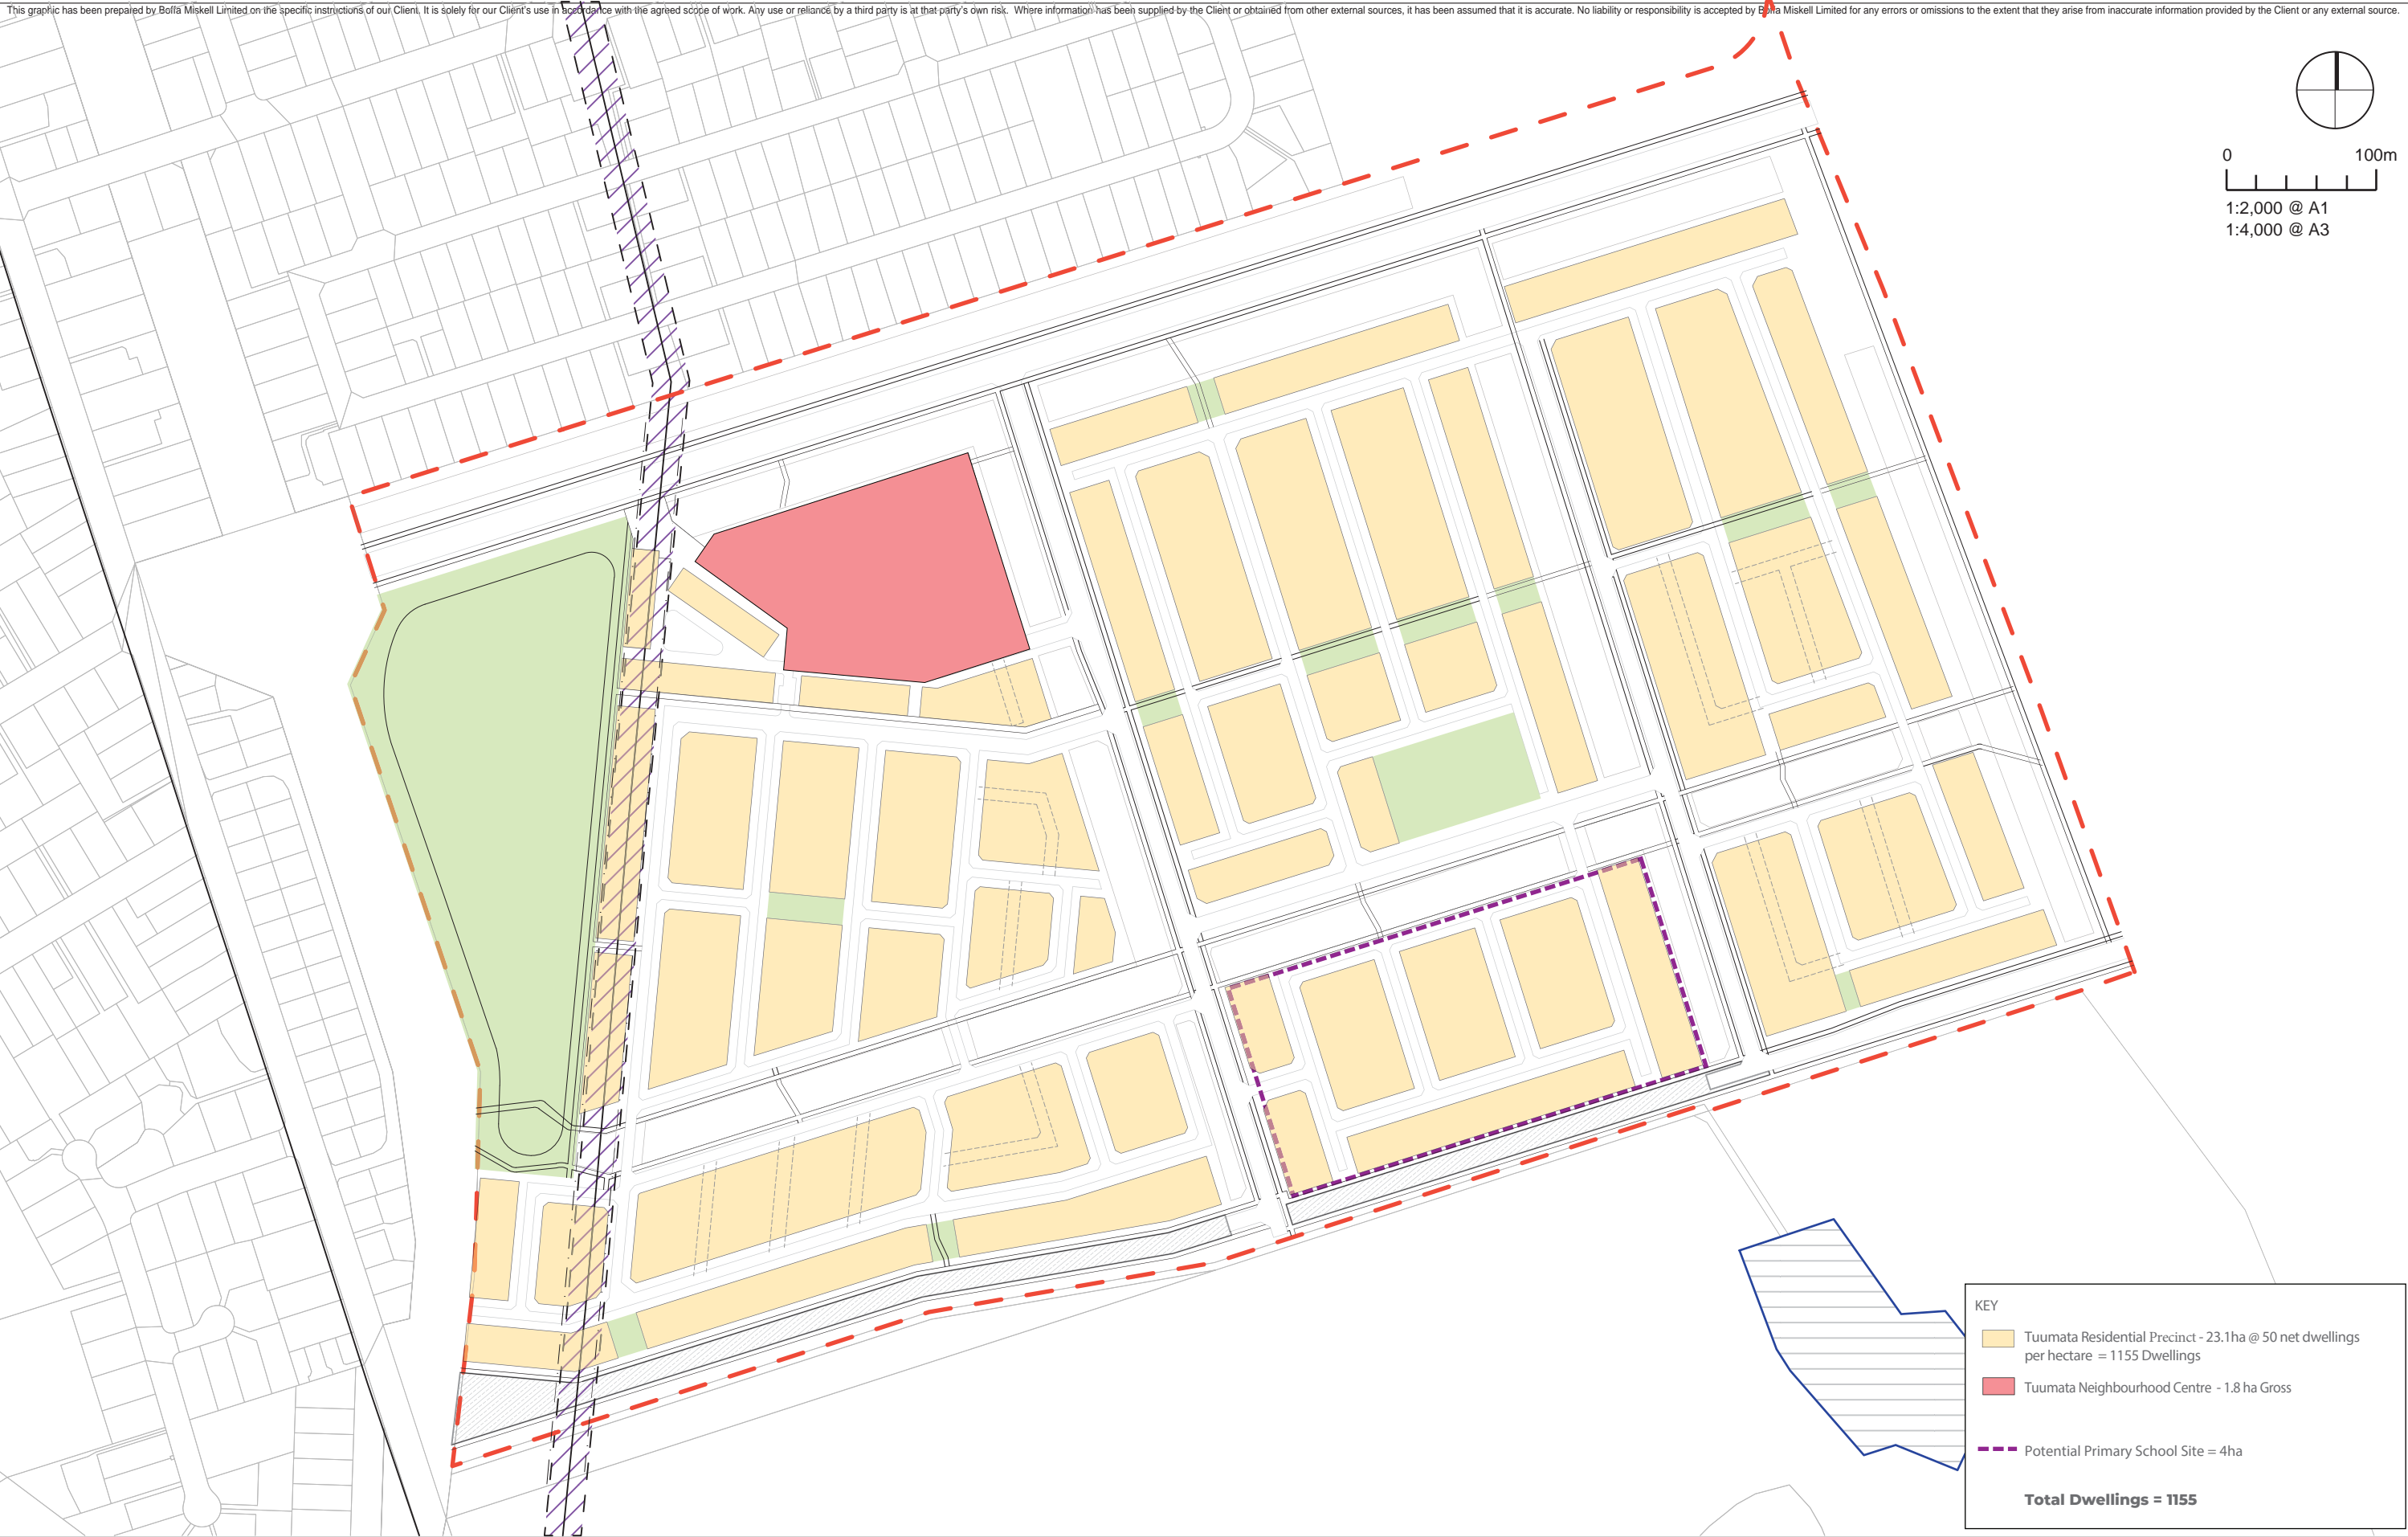 This graphic has been prepared by Boffa Miskell Limited on the specific instructions of our Client. It is solely for our Client's use in accordance with the agreed scope of work. Any use or reliance by a third party is at that party's own risk. Where information has been supplied by the Client or obtained from other external sources, it has been assumed that it is accurate. No liability or responsibility is accepted by Boffa Miskell Limited for any errors or omissions to the extent that they arise from inaccurate information provided by the Client or any external source.
0 100m
1:2,000 @ A1
1:4,000 @ A3
KEY
Tuumata Residential Precinct - 23.1ha @ 50 net dwellings
per hectare = 1155 Dwellings
Tuumata Neighbourhood Centre - 1.8 ha Gross
Potential Primary School Site = 4ha
Total Dwellings = 1155